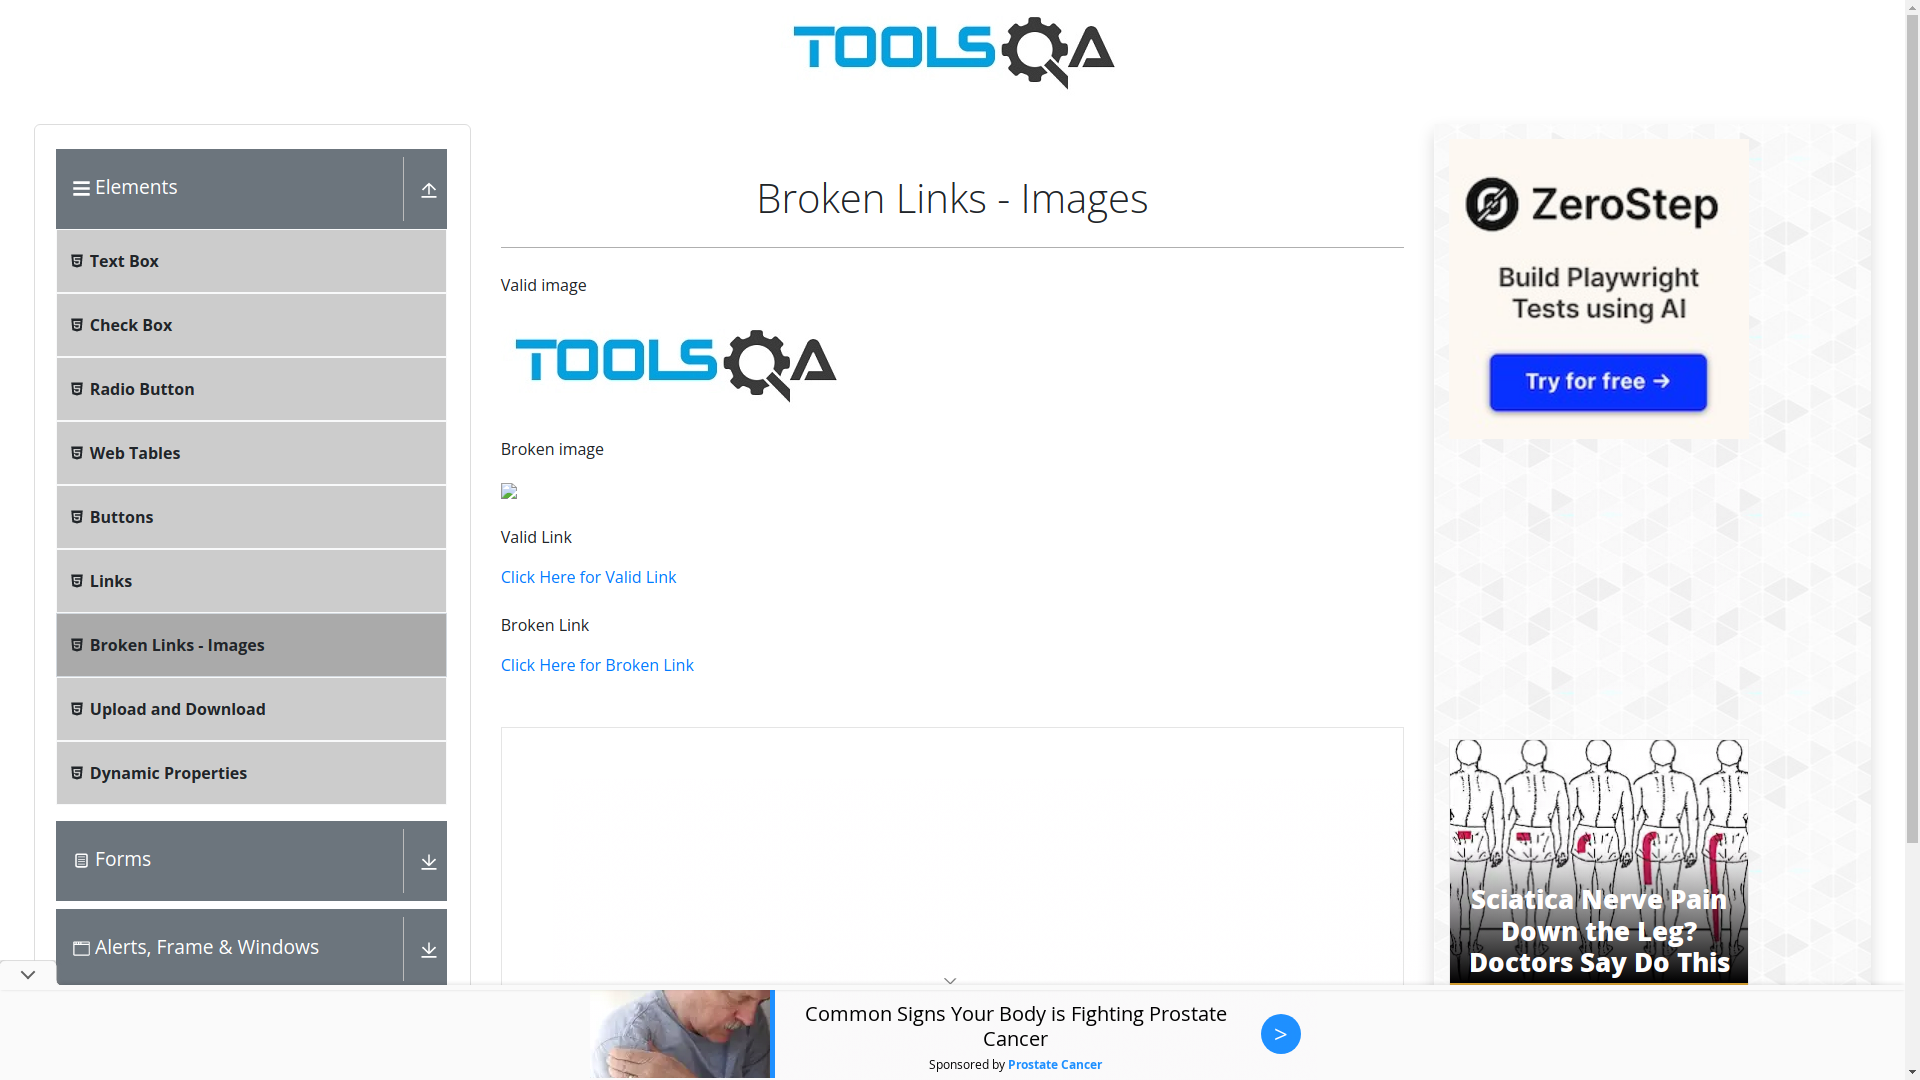 TOOLSQA
Elements
Text Box
Check Box
Radio Button
Web Tables
Buttons
Links
Broken Links - Images
Upload and Download
Dynamic Properties
Forms
Alerts, Frame & Windows
Broken Links - Images
Valid image
TOOLSQA
Broken image
Valid Link
Click Here for Valid Link
Broken Link
Click Here for Broken Link
ZeroStep
Build Playwright
Tests using AI
Try for free →
Sciatica Nerve Pain
Down the Leg?
Doctors Say Do This
Common Signs Your Body is Fighting Prostate
Cancer
Sponsored by Prostate Cancer
>